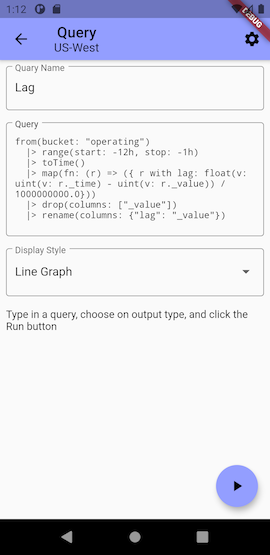 1:12
DEBUG
Query
US-West
Quary Name
Lag
Query
from(bucket: "operating")
|> range(start: -12h, stop: -1h)
|> toTime()
|> map(fn: (r) => ({ r with lag: float(v:
uint(v: r._time) - uint(v: r._value)) /
1000000000.0}))
|> drop(columns: ["_value"])
|> rename(columns: {"lag": "_value"})
Display Style
Line Graph
Type in a query, choose on output type, and click the
Run button